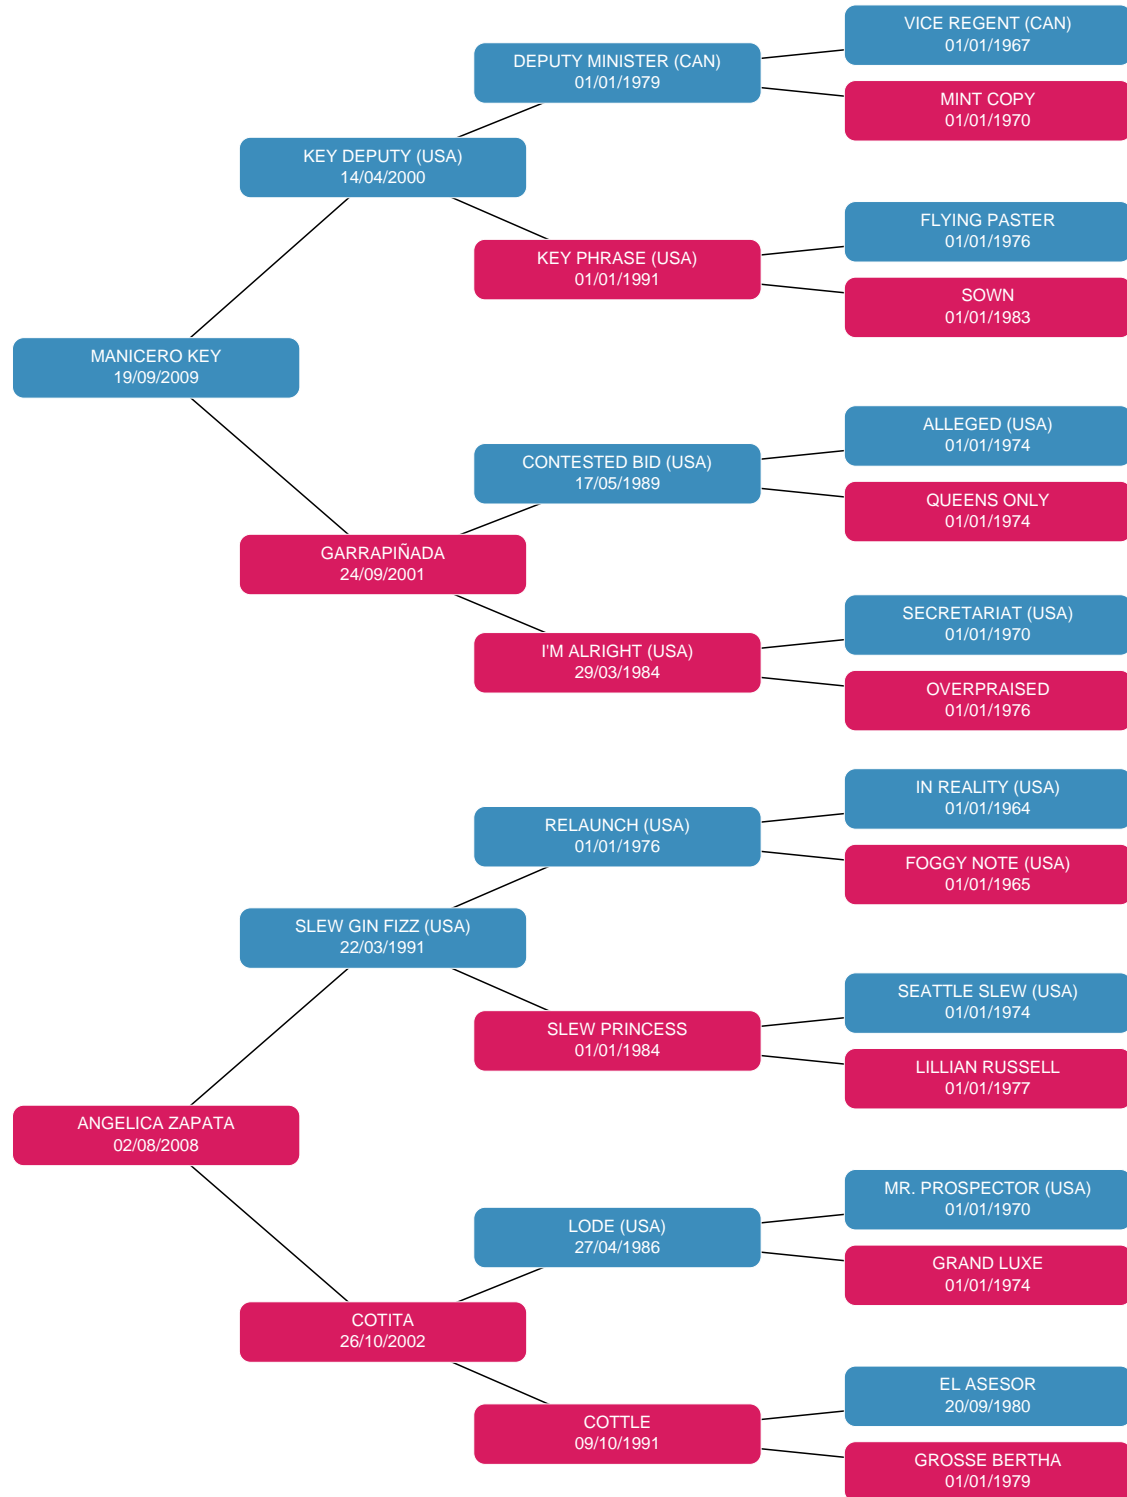 VICE REGENT (CAN)
01/01/1967
DEPUTY MINISTER (CAN)
01/01/1979
MINT COPY
01/01/1970
KEY DEPUTY (USA)
14/04/2000
FLYING PASTER
01/01/1976
KEY PHRASE (USA)
01/01/1991
SOWN
01/01/1983
MANICERO KEY
19/09/2009
ALLEGED (USA)
01/01/1974
CONTESTED BID (USA)
17/05/1989
QUEENS ONLY
01/01/1974
GARRAPIÑADA
24/09/2001
SECRETARIAT (USA)
01/01/1970
I'M ALRIGHT (USA)
29/03/1984
OVERPRAISED
01/01/1976
IN REALITY (USA)
01/01/1964
RELAUNCH (USA)
01/01/1976
FOGGY NOTE (USA)
01/01/1965
SLEW GIN FIZZ (USA)
22/03/1991
SEATTLE SLEW (USA)
01/01/1974
SLEW PRINCESS
01/01/1984
LILLIAN RUSSELL
01/01/1977
ANGELICA ZAPATA
02/08/2008
MR. PROSPECTOR (USA)
01/01/1970
LODE (USA)
27/04/1986
GRAND LUXE
01/01/1974
COTITA
26/10/2002
EL ASESOR
20/09/1980
COTTLE
09/10/1991
GROSSE BERTHA
01/01/1979